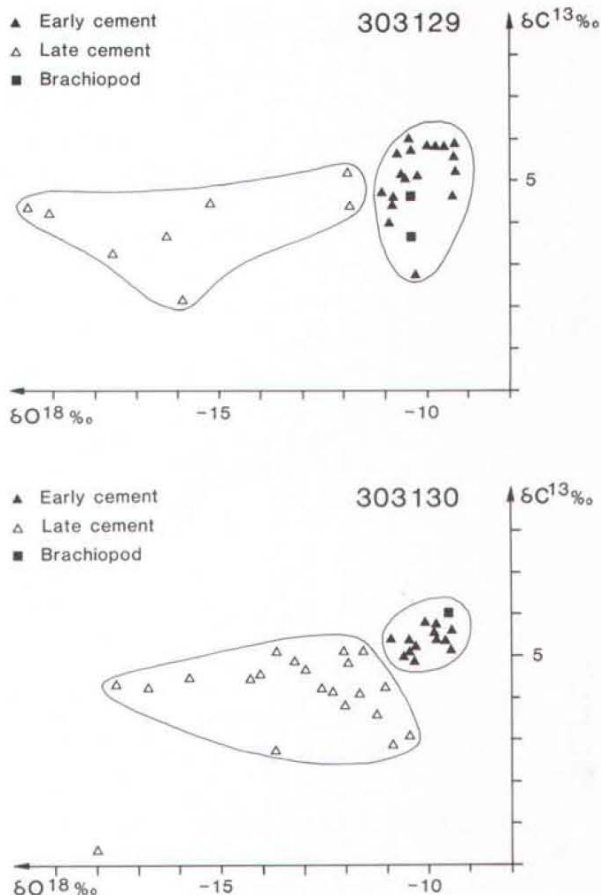 ▲ Early cement
△ Late cement
■ Brachiopod
303129
δC¹³‰
5
δO¹⁸‰
-15
-10
▲ Early cement
△ Late cement
■ Brachiopod
303130
δC¹³‰
5
δO¹⁸‰
-15
-10